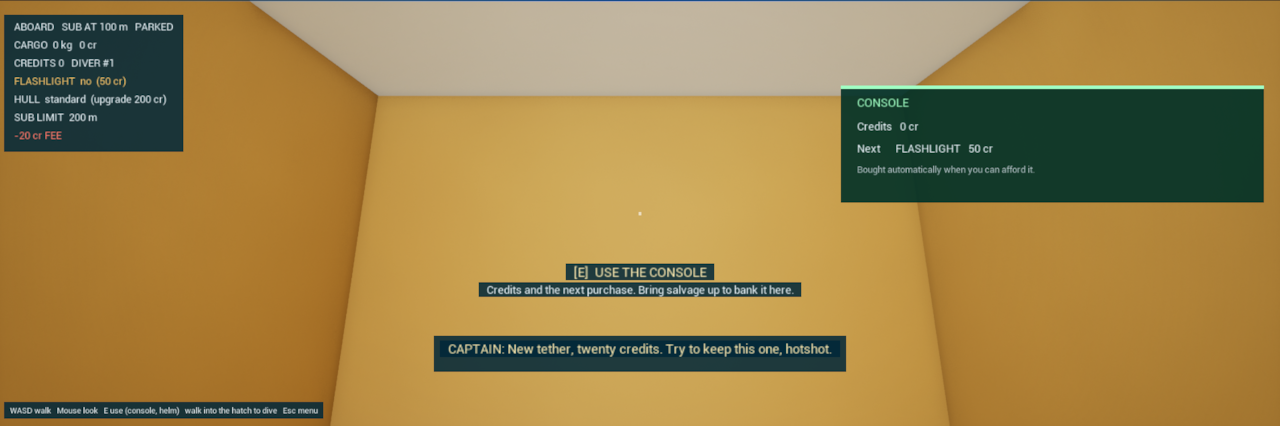 ABOARD SUB AT 100 m PARKED
CARGO 0 kg 0 cr
CREDITS 0 DIVER #1
FLASHLIGHT no (50 cr)
HULL standard (upgrade 200 cr)
SUB LIMIT 200 m
-20 cr FEE
CONSOLE
Credits 0 cr
Next FLASHLIGHT 50 cr
Bought automatically when you can afford it.
[E] USE THE CONSOLE
Credits and the next purchase. Bring salvage up to bank it here.
CAPTAIN: New tether, twenty credits. Try to keep this one, hotshot.
WASD walk Mouse look E use (console, helm) walk into the hatch to dive Esc menu